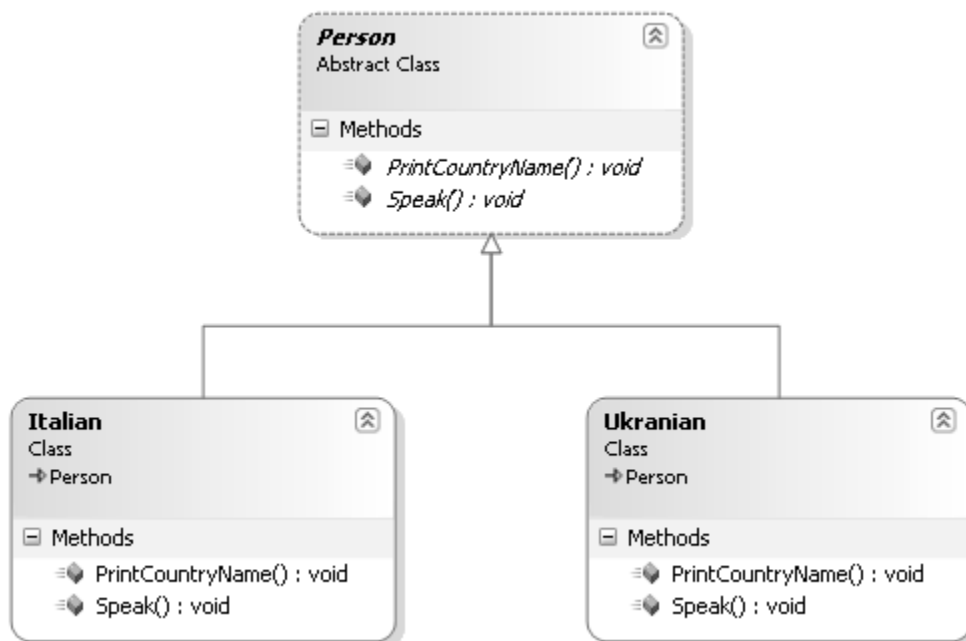 Person
Abstract Class
Methods
PrintCountryName() : void
Speak() : void
Italian
Class
Person
Methods
PrintCountryName() : void
Speak() : void
Ukranian
Class
Person
Methods
PrintCountryName() : void
Speak() : void